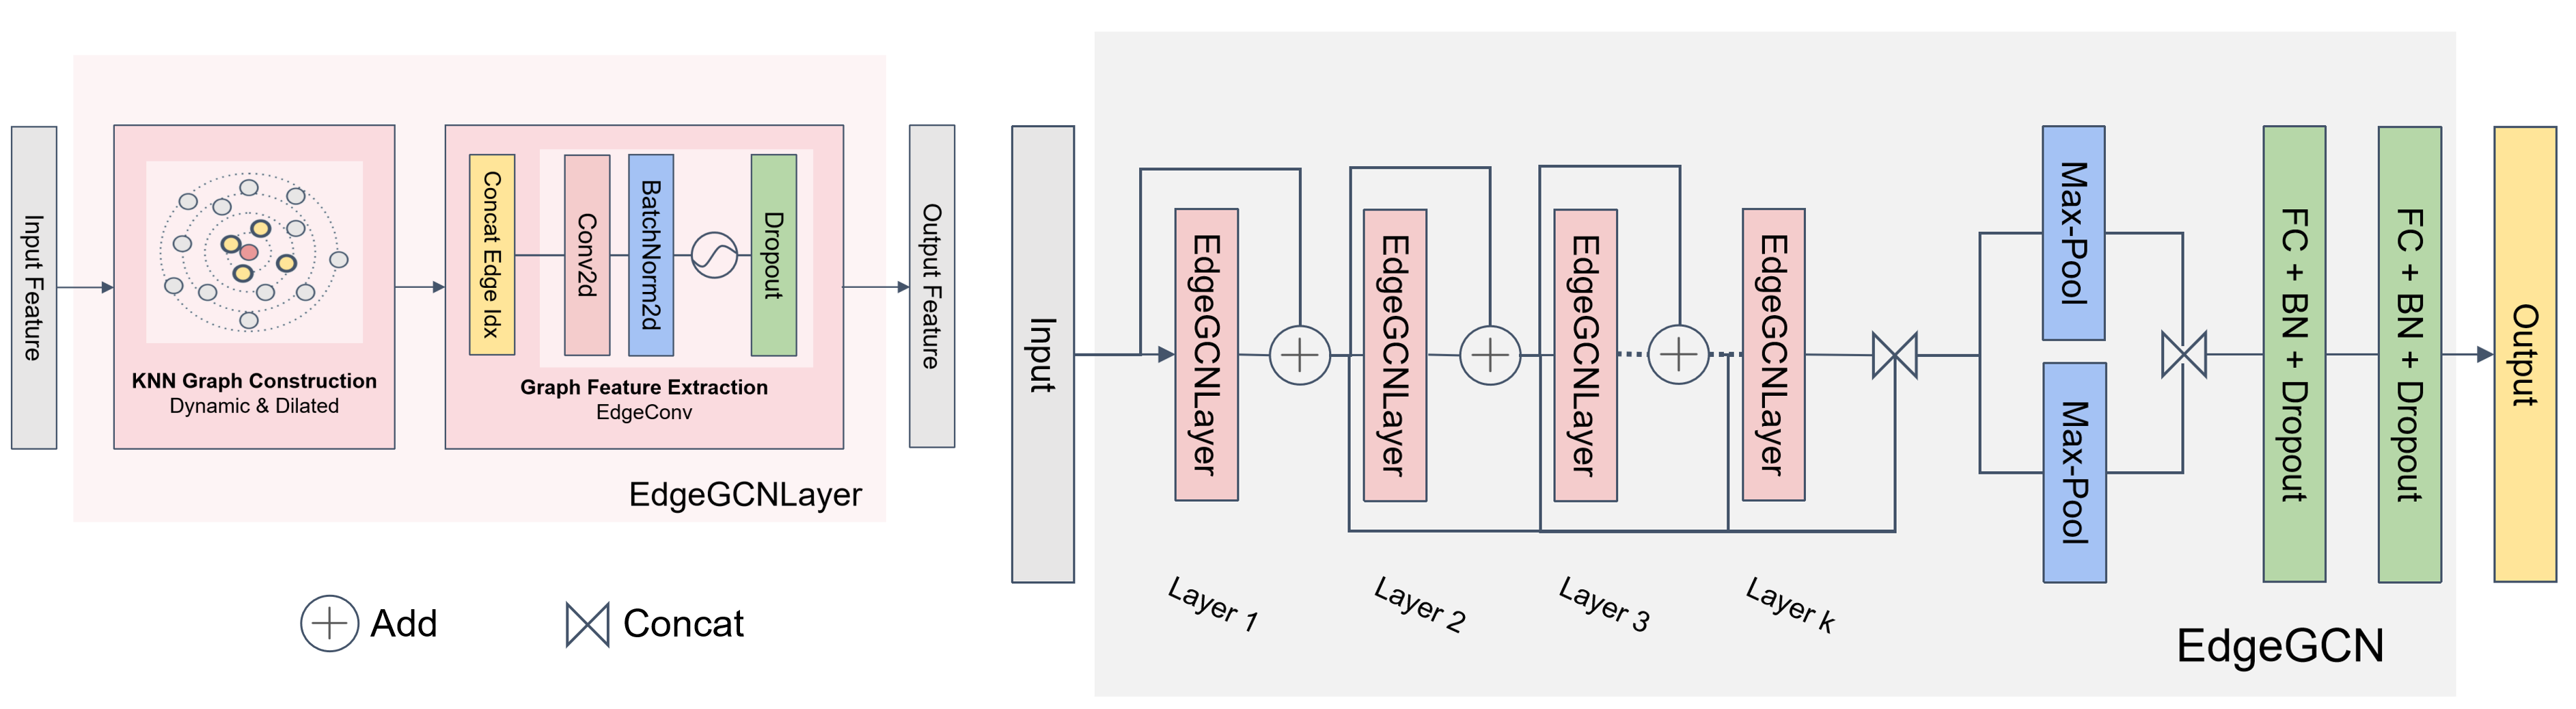 Input Feature
Concat Edge Idx
Conv2d
BatchNorm2d
Dropout
KNN Graph Construction
Dynamic & Dilated
Graph Feature Extraction
EdgeConv
Output Feature
EdgeGCNLayer
Add
Concat
Input
EdgeGCNLayer
EdgeGCNLayer
EdgeGCNLayer
EdgeGCNLayer
Layer 1
Layer 2
Layer 3
Layer k
Max-Pool
Max-Pool
FC + BN + Dropout
FC + BN + Dropout
Output
EdgeGCN